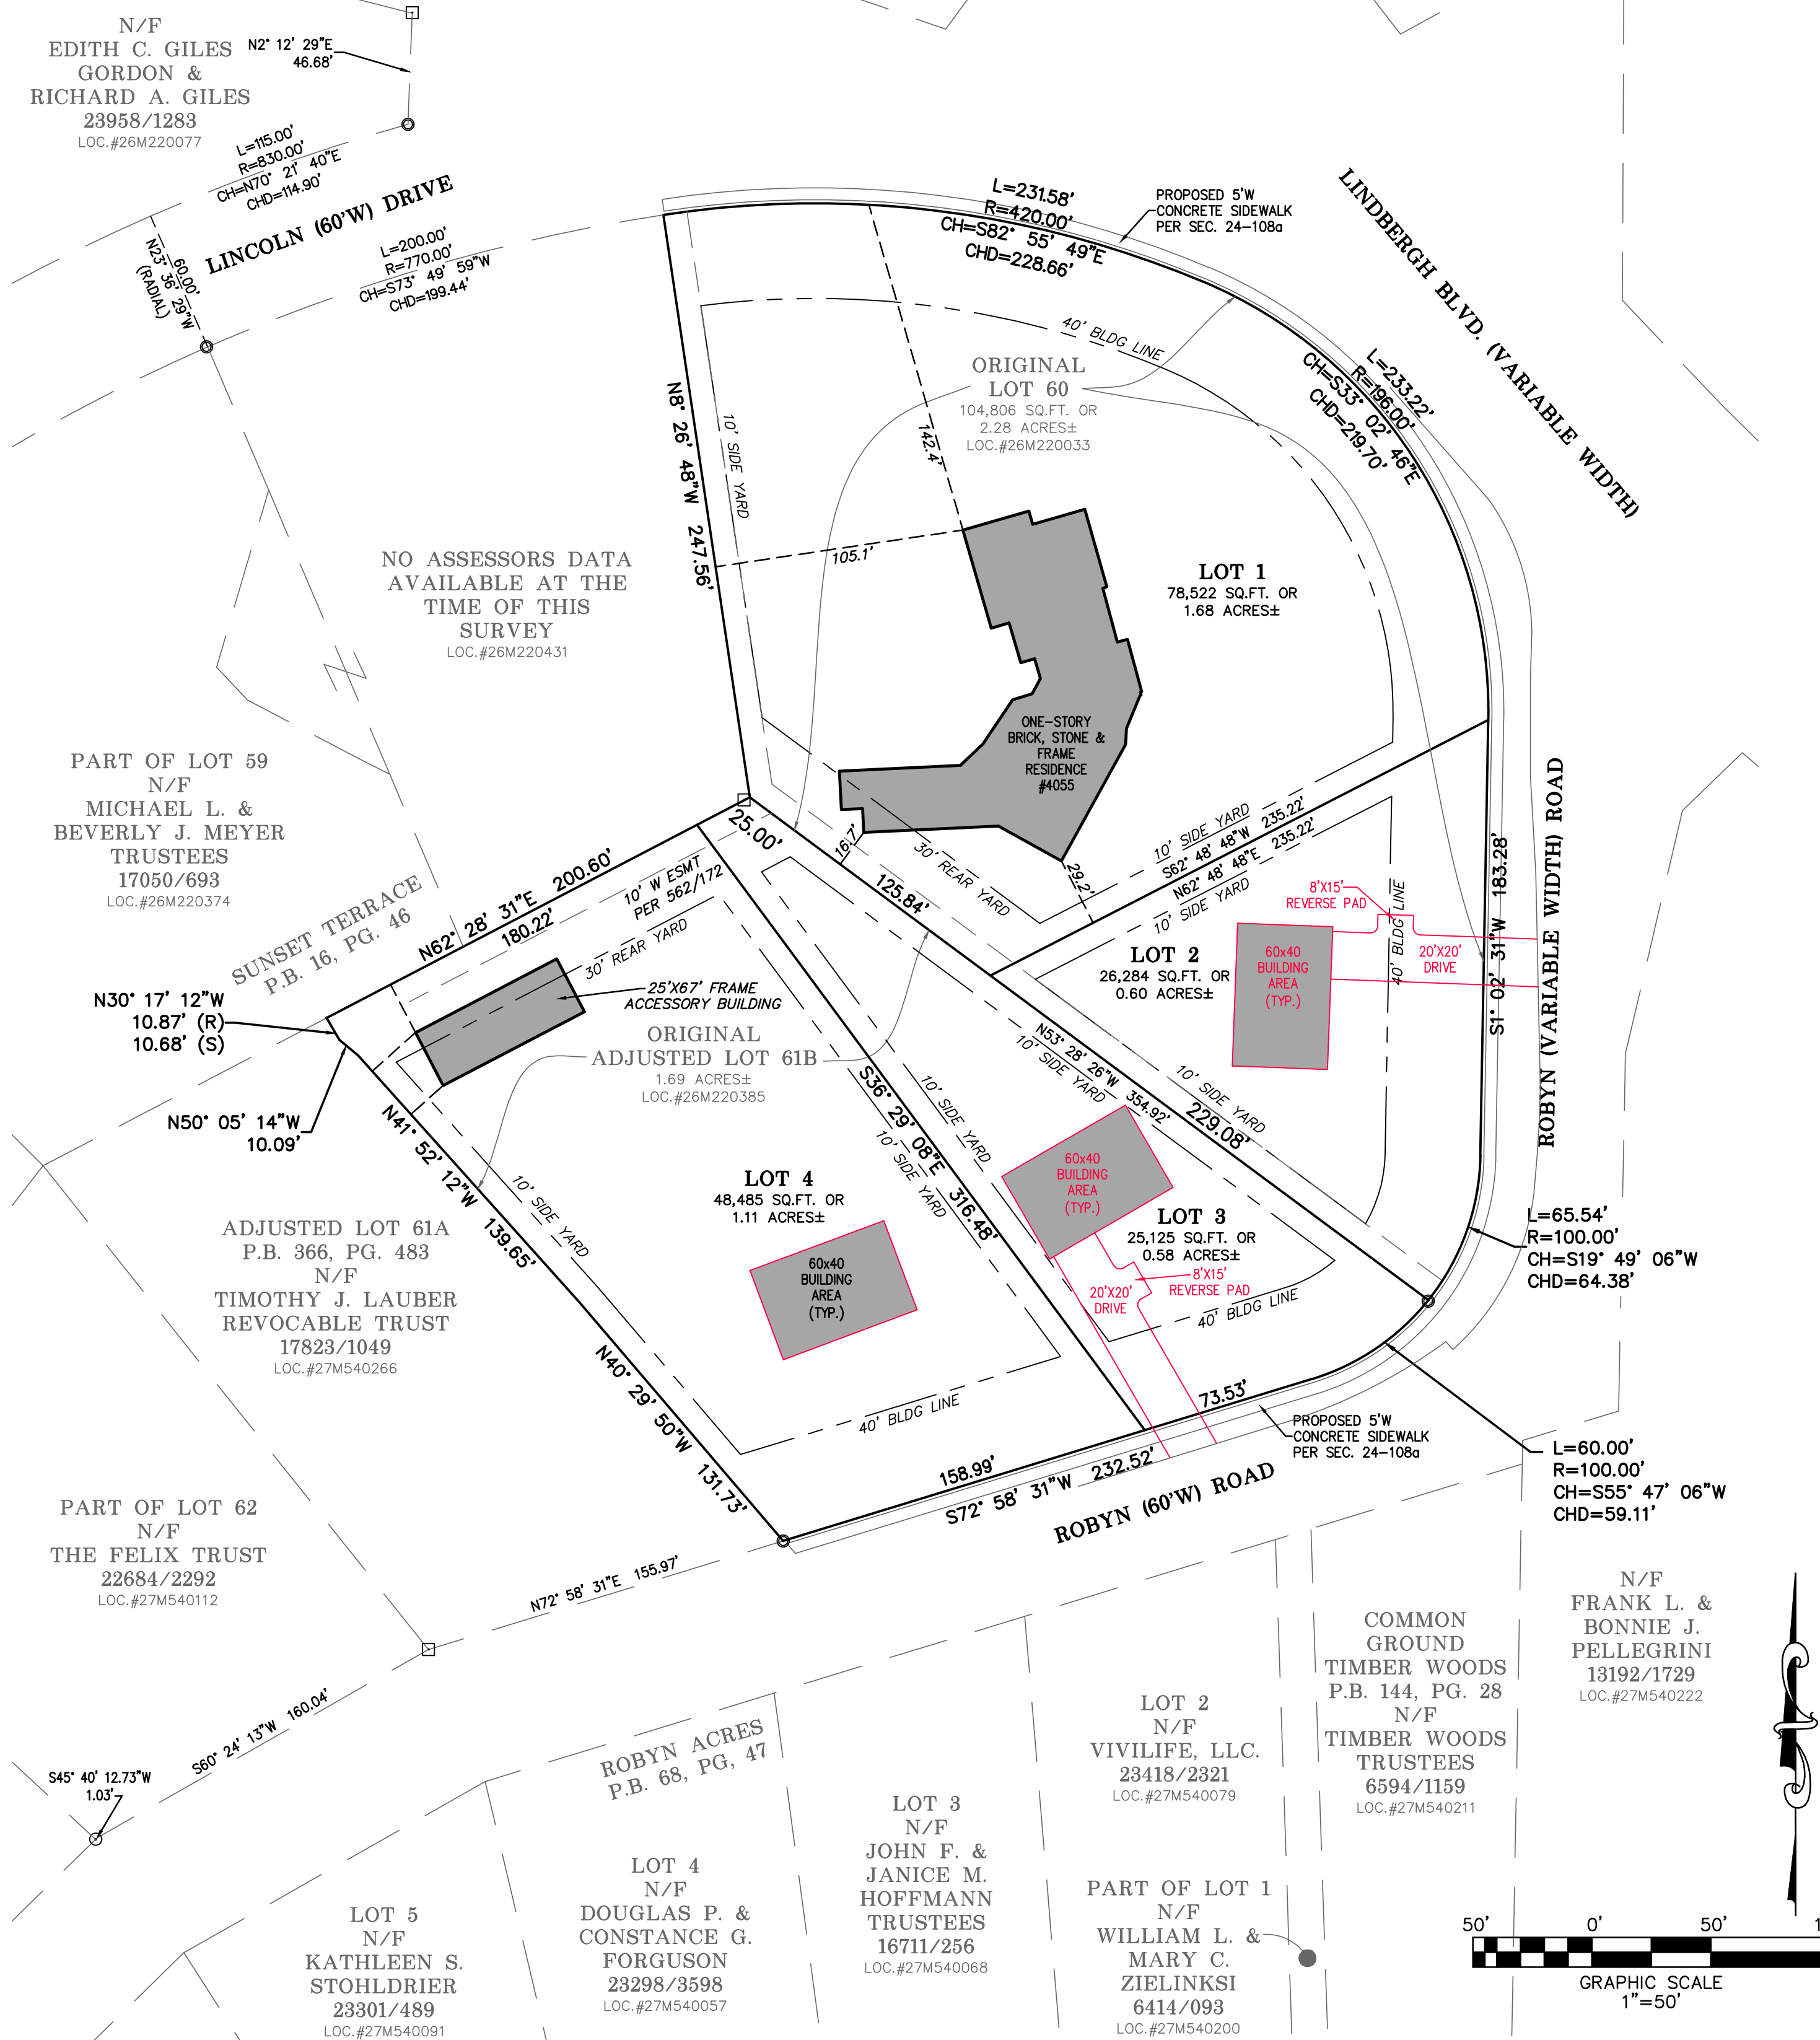 N/F
EDITH C. GILES
GORDON &
RICHARD A. GILES
23958/1283
LOC.#26M220077
N2° 12' 29"E
46.68'
L=115.00'
R=830.00'
CH=N70° 21' 40"E
CHD=114.90'
LINCOLN (60'W) DRIVE
60.00'
N23° 36' 29"W
(RADIAL)
L=200.00'
R=770.00'
CH=S73° 49' 59"W
CHD=199.44'
L=231.58'
R=420.00'
CH=S82° 55' 49"E
CHD=228.66'
PROPOSED 5'W
CONCRETE SIDEWALK
PER SEC. 24-108a
LINDBERGH BLVD. (VARIABLE WIDTH)
40' BLDG LINE
L=233.22'
R=196.00'
CH=S33° 02' 46"E
CHD=219.70'
ORIGINAL
LOT 60
104,806 SQ.FT. OR
2.28 ACRES±
LOC.#26M220033
N8° 26' 48"W 247.56'
10' SIDE YARD
142.4'
105.1'
NO ASSESSORS DATA
AVAILABLE AT THE
TIME OF THIS
SURVEY
LOC.#26M220431
LOT 1
78,522 SQ.FT. OR
1.68 ACRES±
ONE-STORY
BRICK, STONE &
FRAME
RESIDENCE
#4055
PART OF LOT 59
N/F
MICHAEL L. &
BEVERLY J. MEYER
TRUSTEES
17050/693
LOC.#26M220374
SUNSET TERRACE
P.B. 16, PG. 46
N62° 28' 31"E 200.60'
180.22'
25.00'
10' W ESMT
PER 562/172
30' REAR YARD
16.7'
125.84'
30' REAR YARD
29.2'
10' SIDE YARD
S62° 48' 48"W 235.22'
N62° 48' 48"E 235.22'
10' SIDE YARD
8'X15'
REVERSE PAD
40' BLDG LINE
20'X20'
DRIVE
S1° 02' 31"W 183.28'
ROBYN (VARIABLE WIDTH) ROAD
LOT 2
26,284 SQ.FT. OR
0.60 ACRES±
60x40
BUILDING
AREA
(TYP.)
N30° 17' 12"W
10.87' (R)
10.68' (S)
25'X67' FRAME
ACCESSORY BUILDING
ORIGINAL
ADJUSTED LOT 61B
1.69 ACRES±
LOC.#26M220385
N50° 05' 14"W
10.09'
N53° 28' 26"W 354.92'
10' SIDE YARD
10' SIDE YARD
229.08'
S36° 29' 08"E 316.48'
10' SIDE YARD
10' SIDE YARD
N41° 52' 12"W 139.65'
10' SIDE YARD
LOT 4
48,485 SQ.FT. OR
1.11 ACRES±
60x40
BUILDING
AREA
(TYP.)
60x40
BUILDING
AREA
(TYP.)
LOT 3
25,125 SQ.FT. OR
0.58 ACRES±
8'X15'
REVERSE PAD
20'X20'
DRIVE
40' BLDG LINE
L=65.54'
R=100.00'
CH=S19° 49' 06"W
CHD=64.38'
ADJUSTED LOT 61A
P.B. 366, PG. 483
N/F
TIMOTHY J. LAUBER
REVOCABLE TRUST
17823/1049
LOC.#27M540266
N40° 29' 50"W 131.73'
40' BLDG LINE
73.53'
158.99'
S72° 58' 31"W 232.52'
ROBYN (60'W) ROAD
PROPOSED 5'W
CONCRETE SIDEWALK
PER SEC. 24-108a
L=60.00'
R=100.00'
CH=S55° 47' 06"W
CHD=59.11'
PART OF LOT 62
N/F
THE FELIX TRUST
22684/2292
LOC.#27M540112
N72° 58' 31"E 155.97'
S60° 24' 13"W 160.04'
S45° 40' 12.73"W
1.03'
ROBYN ACRES
P.B. 68, PG, 47
LOT 5
N/F
KATHLEEN S.
STOHLDRIER
23301/489
LOC.#27M540091
LOT 4
N/F
DOUGLAS P. &
CONSTANCE G.
FORGUSON
23298/3598
LOC.#27M540057
LOT 3
N/F
JOHN F. &
JANICE M.
HOFFMANN
TRUSTEES
16711/256
LOC.#27M540068
LOT 2
N/F
VIVILIFE, LLC.
23418/2321
LOC.#27M540079
PART OF LOT 1
N/F
WILLIAM L. &
MARY C.
ZIELINKSI
6414/093
LOC.#27M540200
COMMON
GROUND
TIMBER WOODS
P.B. 144, PG. 28
N/F
TIMBER WOODS
TRUSTEES
6594/1159
LOC.#27M540211
N/F
FRANK L. &
BONNIE J.
PELLEGRINI
13192/1729
LOC.#27M540222
50' 0' 50' 1
GRAPHIC SCALE
1"=50'